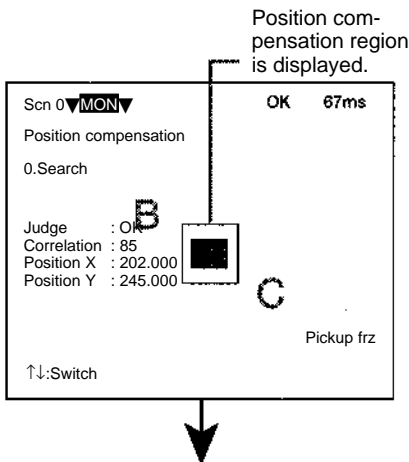 Position com-
pensation region
is displayed.
Scn 0▼MON▼ OK 67ms
Position compensation
0.Search
B
Judge : OK
Correlation : 85
Position X : 202.000
Position Y : 245.000
C
Pickup frz
↑↓:Switch